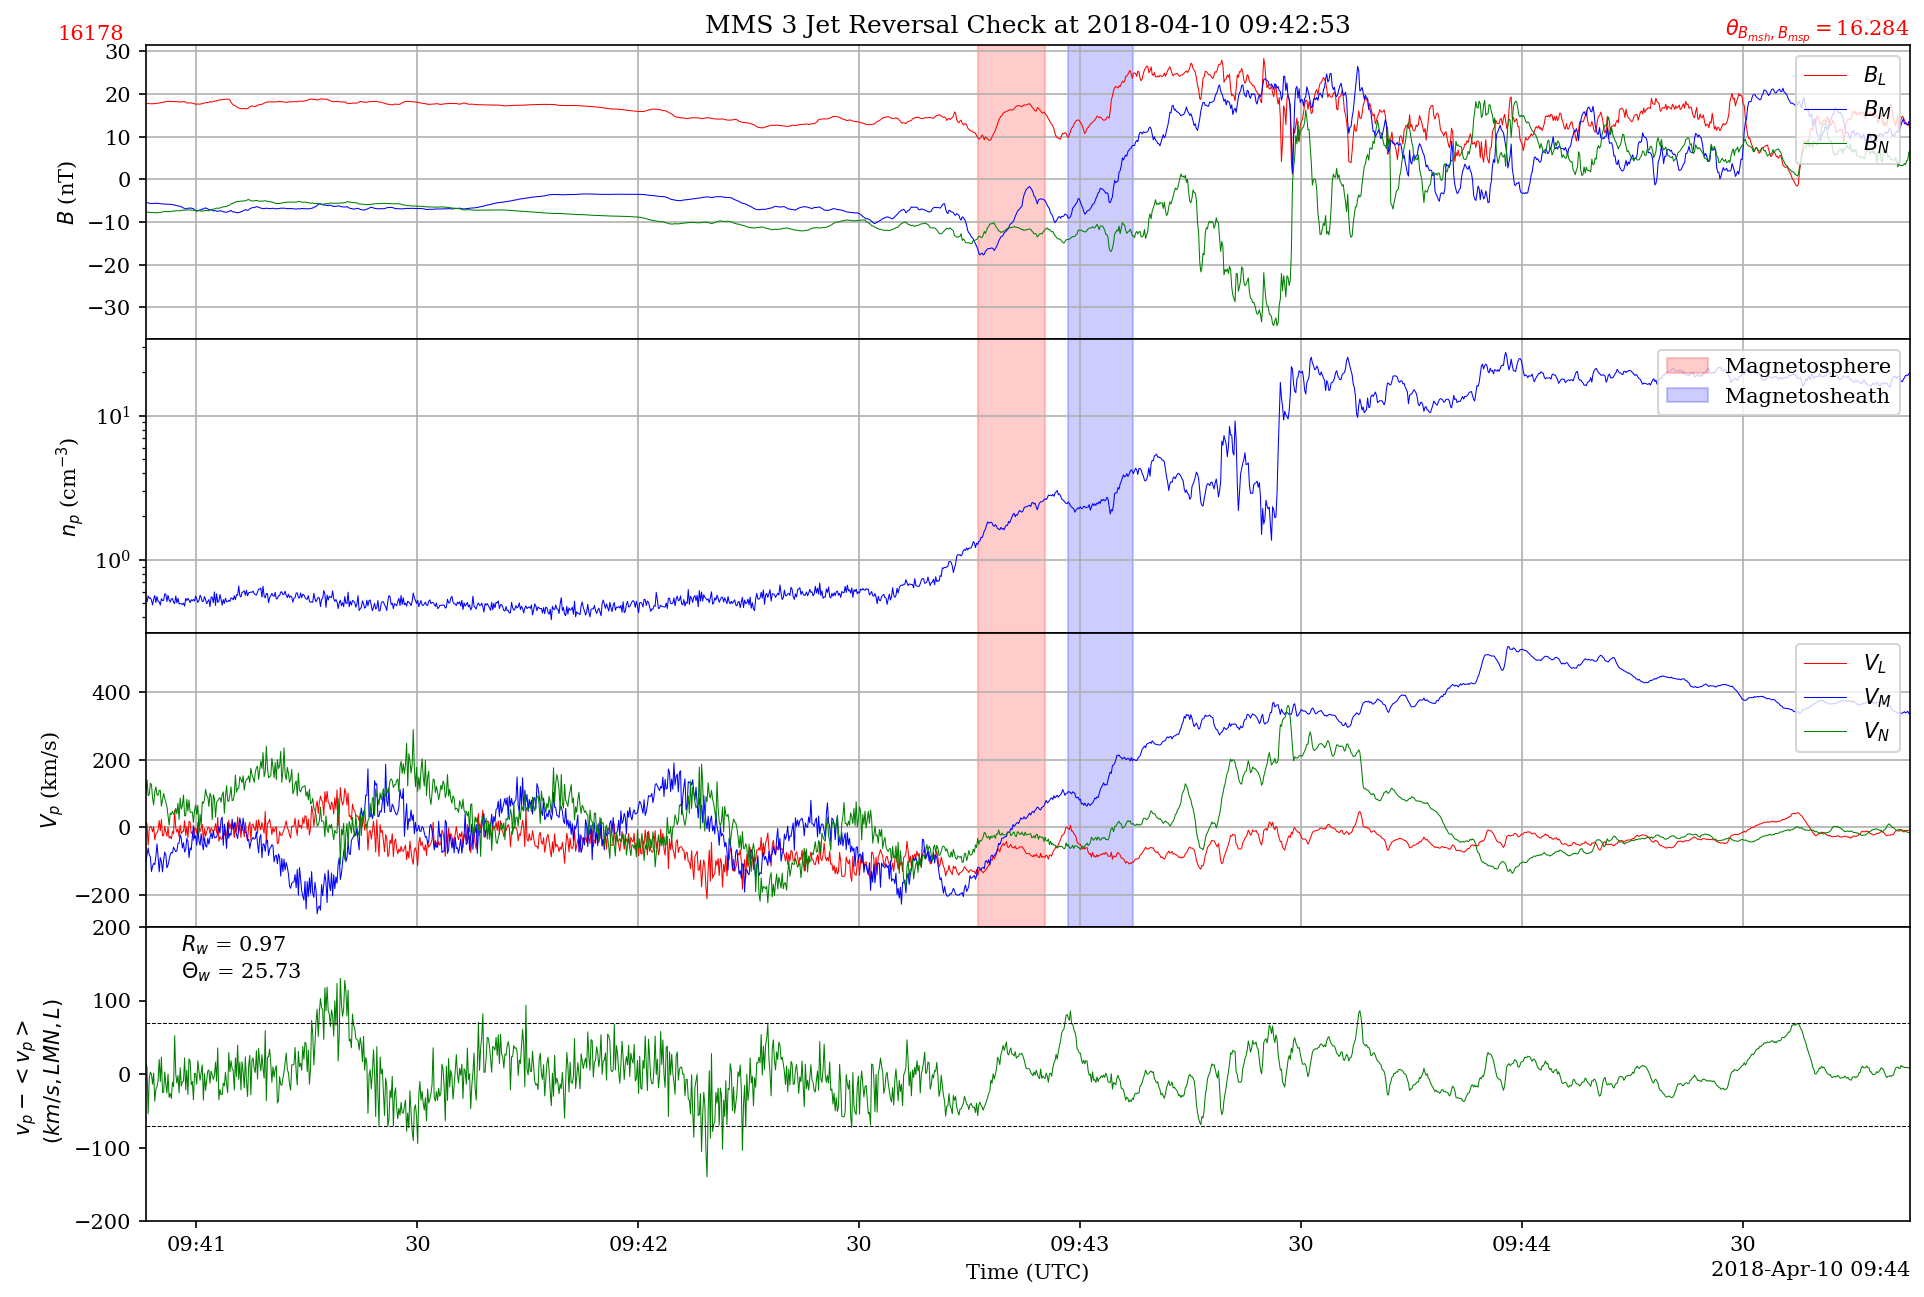 MMS 3 Jet Reversal Check at 2018-04-10 09:42:53
16178
θ_{B_{msh}, B_{msp}} = 16.284
30
20
10
0
−10
−20
−30
B (nT)
B_L
B_M
B_N
10^1
10^0
n_p (cm^{−3})
Magnetosphere
Magnetosheath
400
200
0
−200
V_p (km/s)
V_L
V_M
V_N
200
100
0
−100
−200
v_p − <v_p>
(km/s, LMN, L)
R_w = 0.97
Θ_w = 25.73
09:41 30 09:42 30 09:43 30 09:44 30
Time (UTC)
2018-Apr-10 09:44